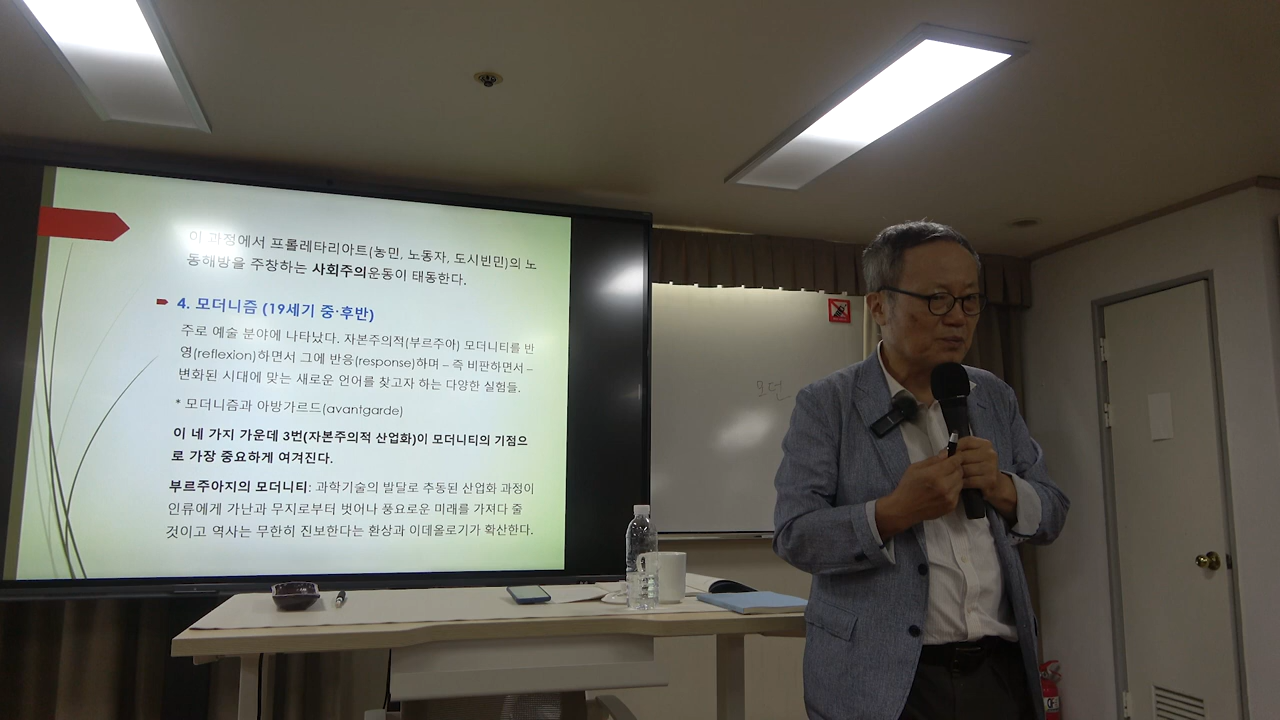 이 과정에서 프롤레타리아트(농민, 노동자, 도시빈민)의 노
동해방을 주창하는 사회주의운동이 태동한다.
4. 모더니즘 (19세기 중·후반)
주로 예술 분야에 나타났다. 자본주의적(부르주아) 모더니티를 반
영(reflexion)하면서 그에 반응(response)하며 – 즉 비판하면서 –
변화된 시대에 맞는 새로운 언어를 찾고자 하는 다양한 실험들.
* 모더니즘과 아방가르드(avantgarde)
이 네 가지 가운데 3번(자본주의적 산업화)이 모더니티의 기점으
로 가장 중요하게 여겨진다.
부르주아지의 모더니티: 과학기술의 발달로 추동된 산업화 과정이
인류에게 가난과 무지로부터 벗어나 풍요로운 미래를 가져다 줄
것이고 역사는 무한히 진보한다는 환상과 이데올로기가 확산한다.
모던